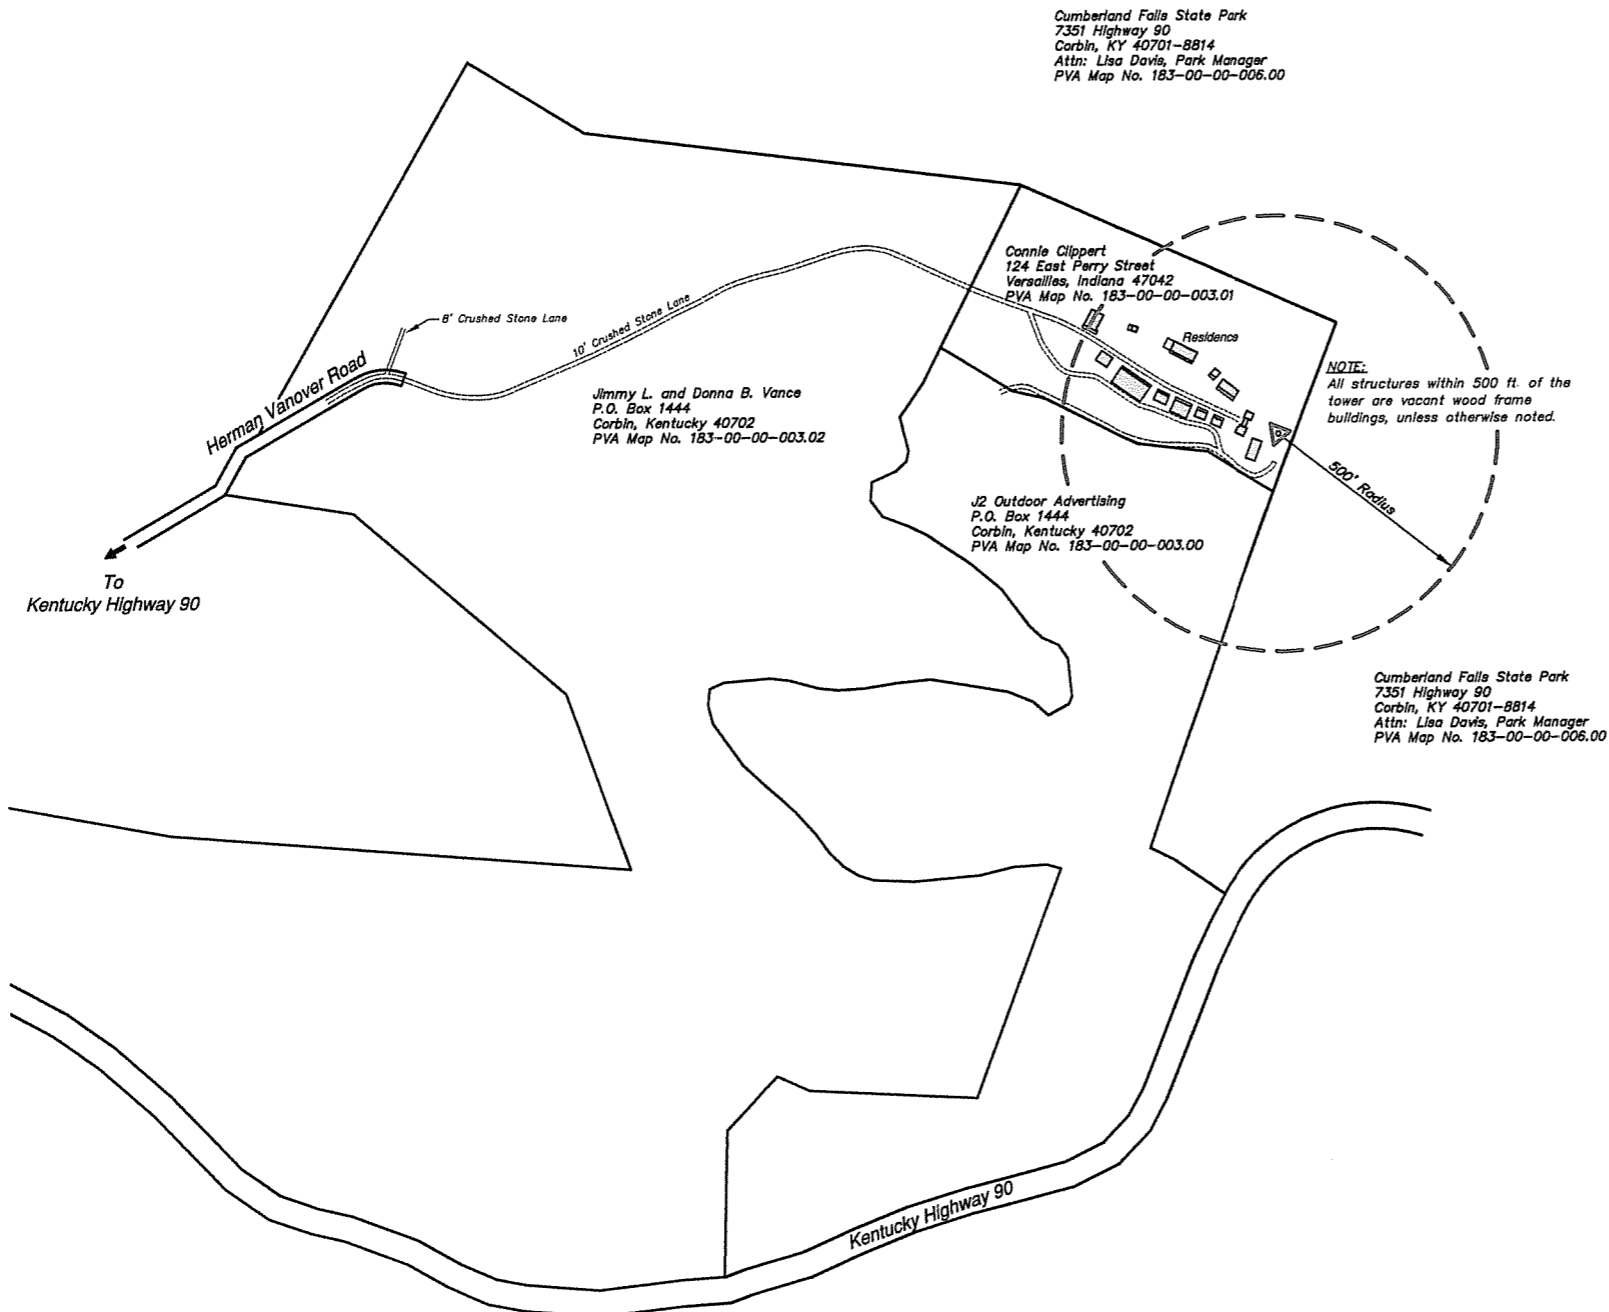 Cumberland Falls State Park
7351 Highway 90
Corbin, KY 40701-8814
Attn: Lisa Davis, Park Manager
PVA Map No. 183-00-00-006.00
Connie Clippert
124 East Perry Street
Versailles, Indiana 47042
PVA Map No. 183-00-00-003.01
8' Crushed Stone Lane
10' Crushed Stone Lane
Residence
Herman Vanover Road
NOTE:
All structures within 500 ft. of the
tower are vacant wood frame
buildings, unless otherwise noted.
Jimmy L. and Donna B. Vance
P.O. Box 1444
Corbin, Kentucky 40702
PVA Map No. 183-00-00-003.02
500' Radius
J2 Outdoor Advertising
P.O. Box 1444
Corbin, Kentucky 40702
PVA Map No. 183-00-00-003.00
To
Kentucky Highway 90
Cumberland Falls State Park
7351 Highway 90
Corbin, KY 40701-8814
Attn: Lisa Davis, Park Manager
PVA Map No. 183-00-00-006.00
Kentucky Highway 90